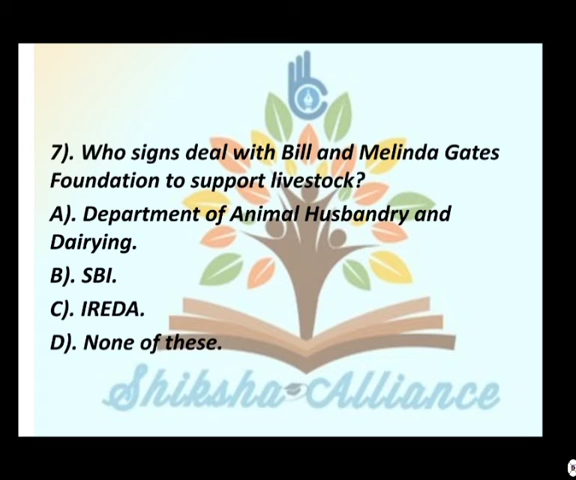 7). Who signs deal with Bill and Melinda Gates
Foundation to support livestock?
A). Department of Animal Husbandry and
Dairying.
B). SBI.
C). IREDA.
D). None of these.
Shiksha Alliance